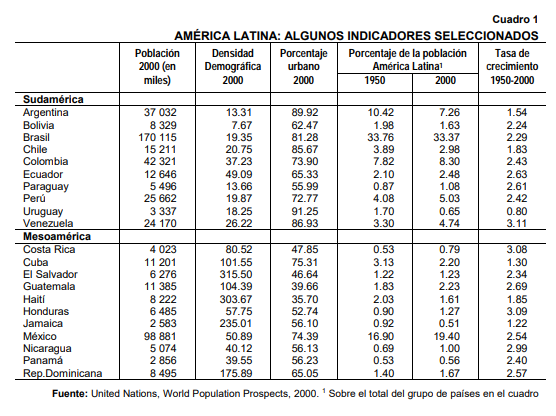 Cuadro 1
AMÉRICA LATINA: ALGUNOS INDICADORES SELECCIONADOS
Población 2000 (en miles) Densidad Demográfica 2000 Porcentaje urbano 2000 Porcentaje de la población América Latina¹ Tasa de crecimiento 1950-2000
1950 2000
Sudamérica
Argentina 37 032 13.31 89.92 10.42 7.26 1.54
Bolivia 8 329 7.67 62.47 1.98 1.63 2.24
Brasil 170 115 19.35 81.28 33.76 33.37 2.29
Chile 15 211 20.75 85.67 3.89 2.98 1.83
Colombia 42 321 37.23 73.90 7.82 8.30 2.43
Ecuador 12 646 49.09 65.33 2.10 2.48 2.63
Paraguay 5 496 13.66 55.99 0.87 1.08 2.61
Perú 25 662 19.87 72.77 4.08 5.03 2.42
Uruguay 3 337 18.25 91.25 1.70 0.65 0.80
Venezuela 24 170 26.22 86.93 3.30 4.74 3.11
Mesoamérica
Costa Rica 4 023 80.52 47.85 0.53 0.79 3.08
Cuba 11 201 101.55 75.31 3.13 2.20 1.30
El Salvador 6 276 315.50 46.64 1.22 1.23 2.34
Guatemala 11 385 104.39 39.66 1.83 2.23 2.69
Haití 8 222 303.67 35.70 2.03 1.61 1.85
Honduras 6 485 57.75 52.74 0.90 1.27 3.09
Jamaica 2 583 235.01 56.10 0.92 0.51 1.22
México 98 881 50.89 74.39 16.90 19.40 2.54
Nicaragua 5 074 40.12 56.13 0.69 1.00 2.99
Panamá 2 856 39.55 56.23 0.53 0.56 2.40
Rep.Dominicana 8 495 175.89 65.05 1.40 1.67 2.57
Fuente: United Nations, World Population Prospects, 2000. ¹ Sobre el total del grupo de países en el cuadro